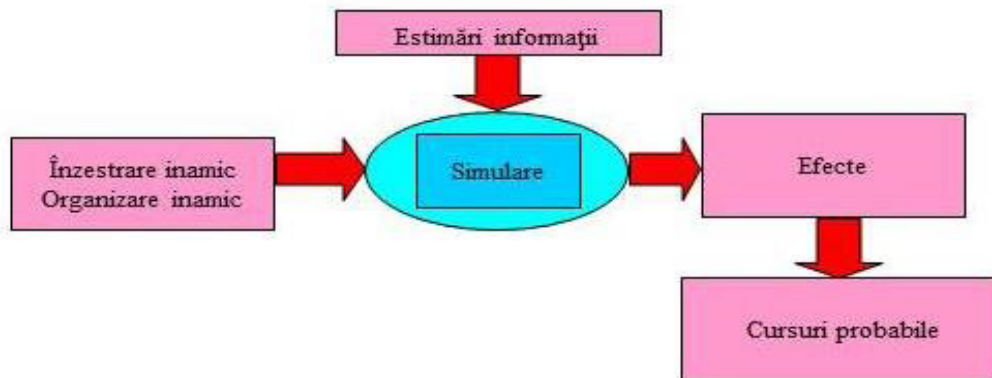 Estimări informaţii
Înzestrare inamic
Organizare inamic
Simulare
Efecte
Cursuri probabile